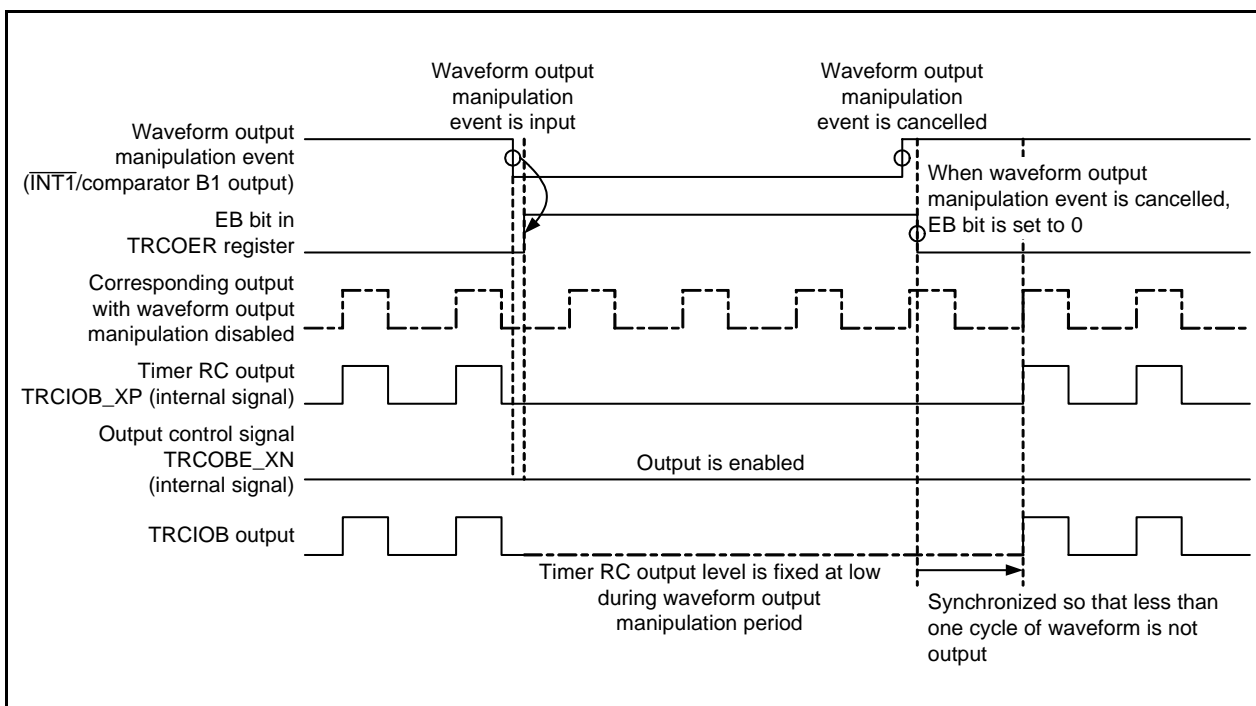 Waveform output
manipulation
event is input
Waveform output
manipulation
event is cancelled
Waveform output
manipulation event
(INT1/comparator B1 output)
When waveform output
manipulation event is cancelled,
EB bit is set to 0
EB bit in
TRCOER register
Corresponding output
with waveform output
manipulation disabled
Timer RC output
TRCIOB_XP (internal signal)
Output control signal
TRCOBE_XN
(internal signal)
Output is enabled
TRCIOB output
Timer RC output level is fixed at low
during waveform output
manipulation period
Synchronized so that less than
one cycle of waveform is not
output